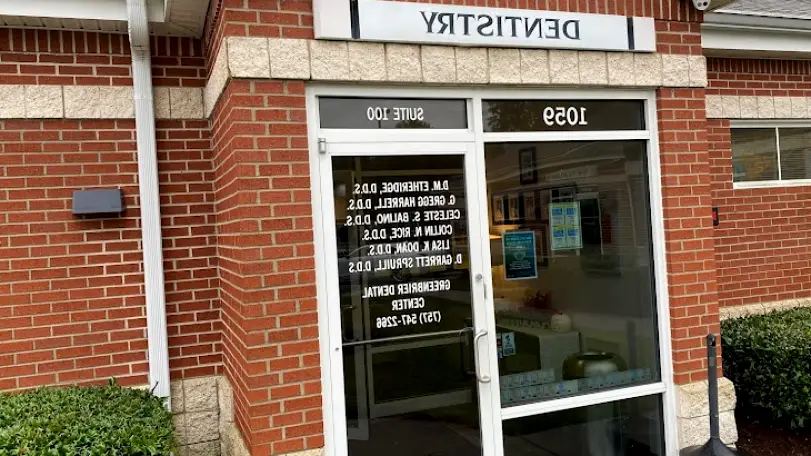 DENTISTRY
SUITE 100
1059
D.M. ETHERIDGE, D.D.S.
G. GREGG HARRELL, D.D.S.
CELESTE S. BALINO, D.D.S.
COLLIN N. RICE, D.D.S.
LISA K. DOAN, D.D.S.
D. GARRETT SPRUILL, D.D.S.
GREENBRIER DENTAL
CENTER
(757) 547-2266